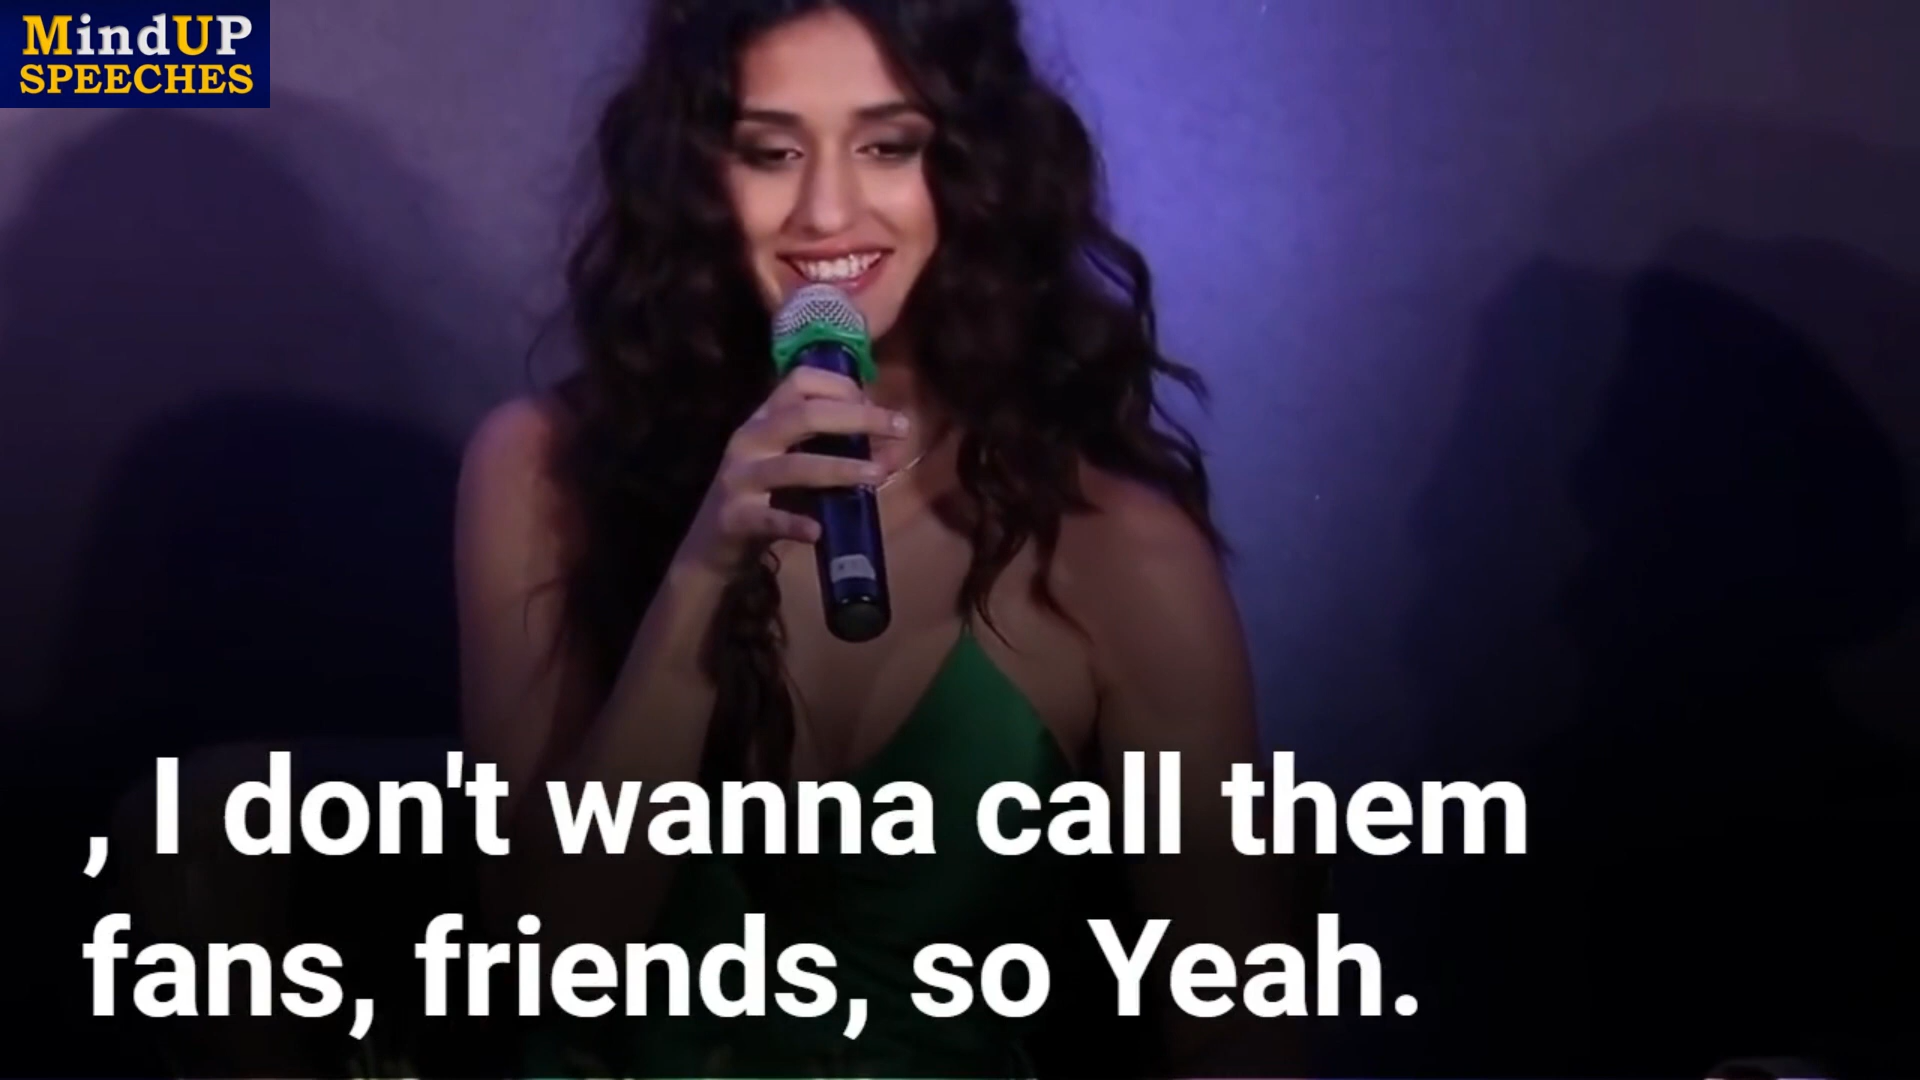 MindUP
SPEECHES
, I don't wanna call them
fans, friends, so Yeah.